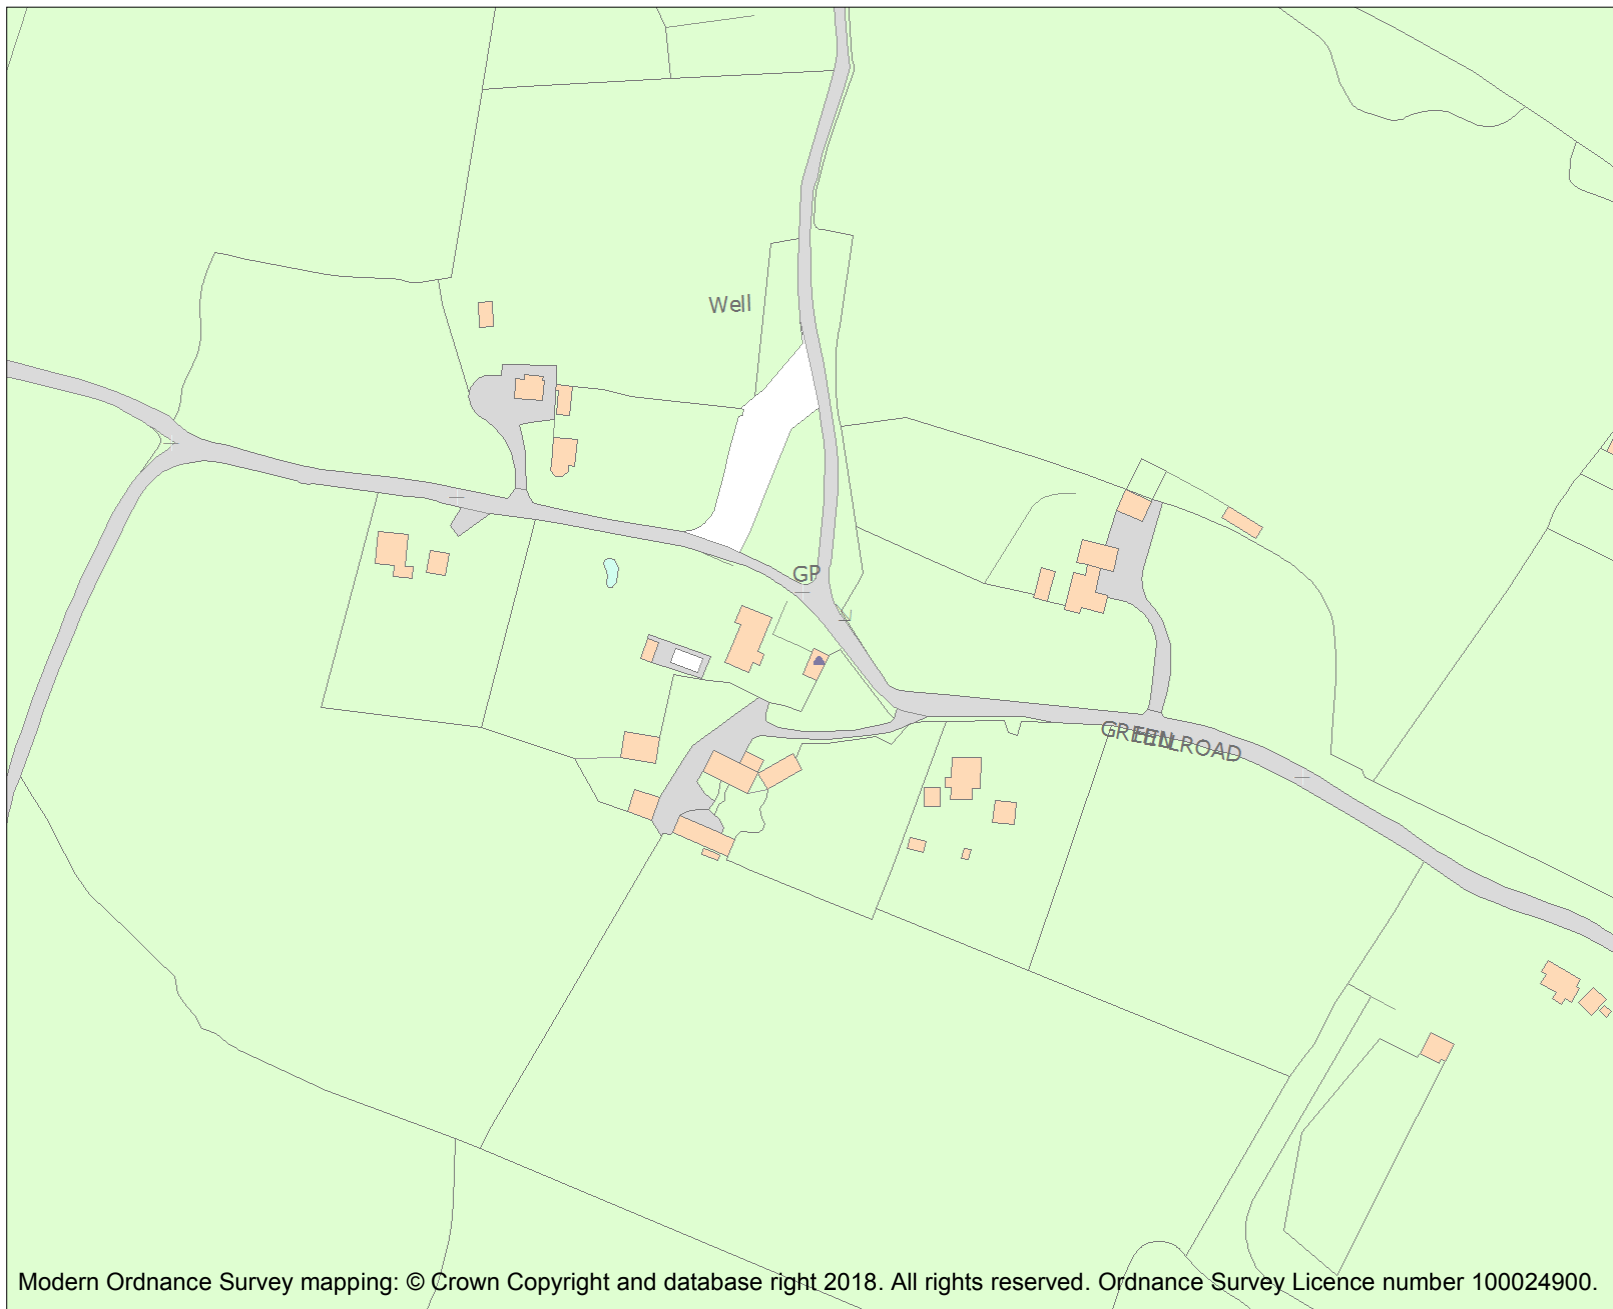 Well
GP
ROAD
Modern Ordnance Survey mapping: © Crown Copyright and database right 2018. All rights reserved. Ordnance Survey Licence number 100024900.